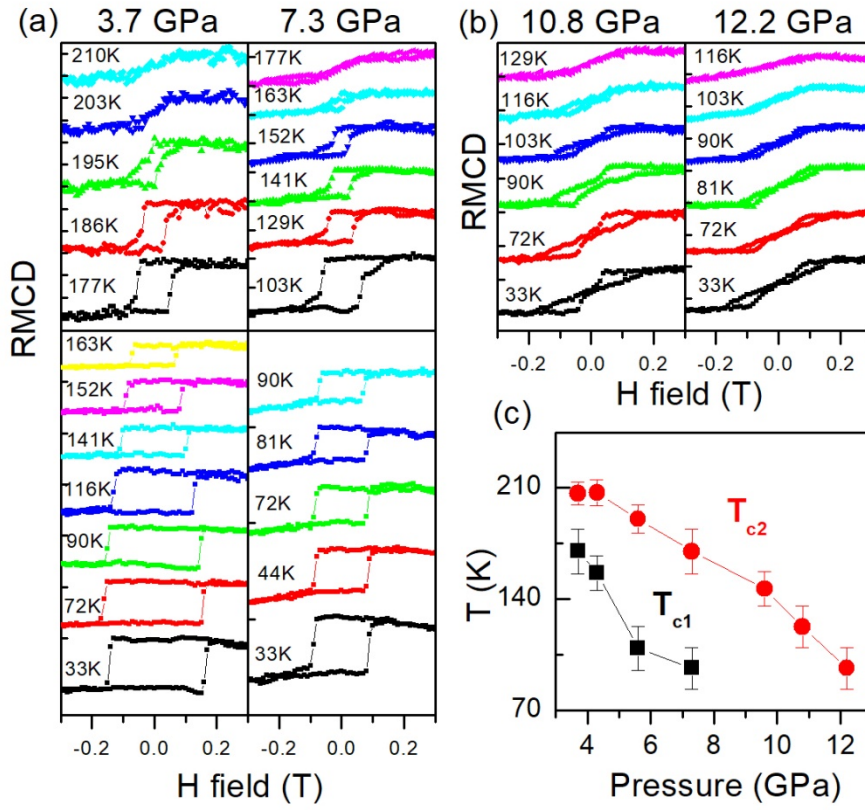 (a) 3.7 GPa 7.3 GPa
210K
203K
195K
186K
177K
177K
163K
152K
141K
129K
103K
163K
152K
141K
116K
90K
72K
33K
90K
81K
72K
44K
33K
RMCD
-0.2 0.0 0.2 -0.2 0.0 0.2
H field (T)
(b) 10.8 GPa 12.2 GPa
129K
116K
103K
90K
72K
33K
116K
103K
90K
81K
72K
33K
RMCD
-0.2 0.0 0.2 -0.2 0.0 0.2
H field (T)
(c)
210
140
70
T (K)
Tc2
Tc1
4 6 8 10 12
Pressure (GPa)